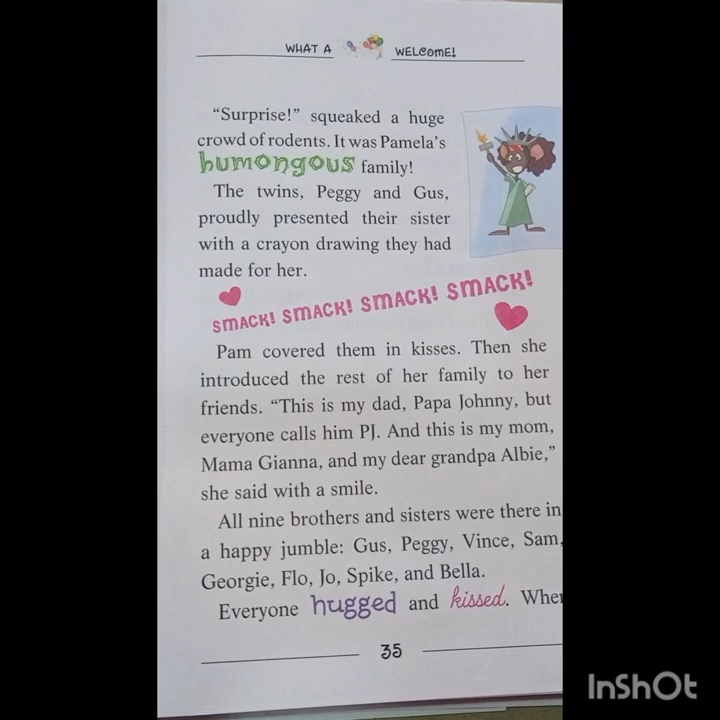 WHAT A WELCOME!
"Surprise!" squeaked a huge
crowd of rodents. It was Pamela's
humongous family!
The twins, Peggy and Gus,
proudly presented their sister
with a crayon drawing they had
made for her.
SMACK! SMACK! SMACK! SMACK!
Pam covered them in kisses. Then she
introduced the rest of her family to her
friends. "This is my dad, Papa Johnny, but
everyone calls him PJ. And this is my mom,
Mama Gianna, and my dear grandpa Albie,"
she said with a smile.
All nine brothers and sisters were there in
a happy jumble: Gus, Peggy, Vince, Sam,
Georgie, Flo, Jo, Spike, and Bella.
Everyone hugged and kissed.
35
InShOt